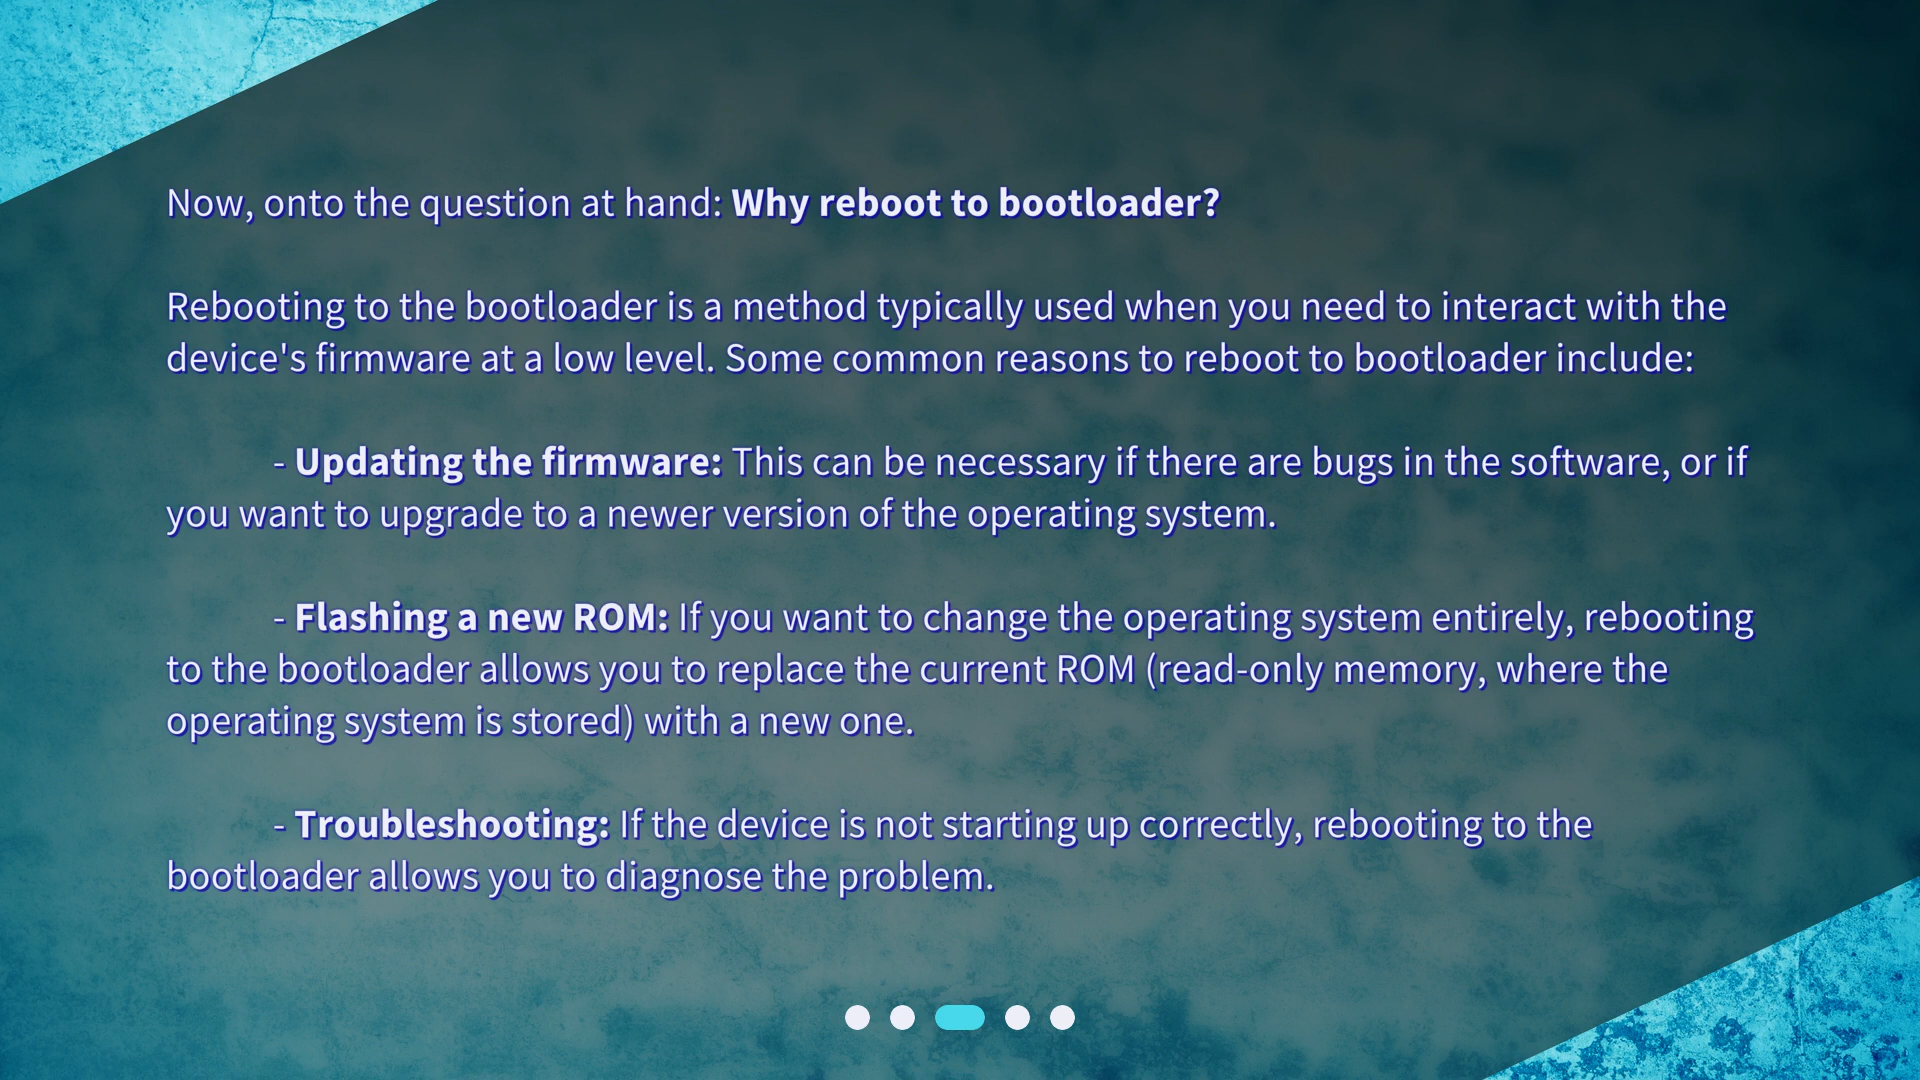 Now, onto the question at hand: Why reboot to bootloader?
Rebooting to the bootloader is a method typically used when you need to interact with the
device's firmware at a low level. Some common reasons to reboot to bootloader include:
- Updating the firmware: This can be necessary if there are bugs in the software, or if
you want to upgrade to a newer version of the operating system.
- Flashing a new ROM: If you want to change the operating system entirely, rebooting
to the bootloader allows you to replace the current ROM (read-only memory, where the
operating system is stored) with a new one.
- Troubleshooting: If the device is not starting up correctly, rebooting to the
bootloader allows you to diagnose the problem.